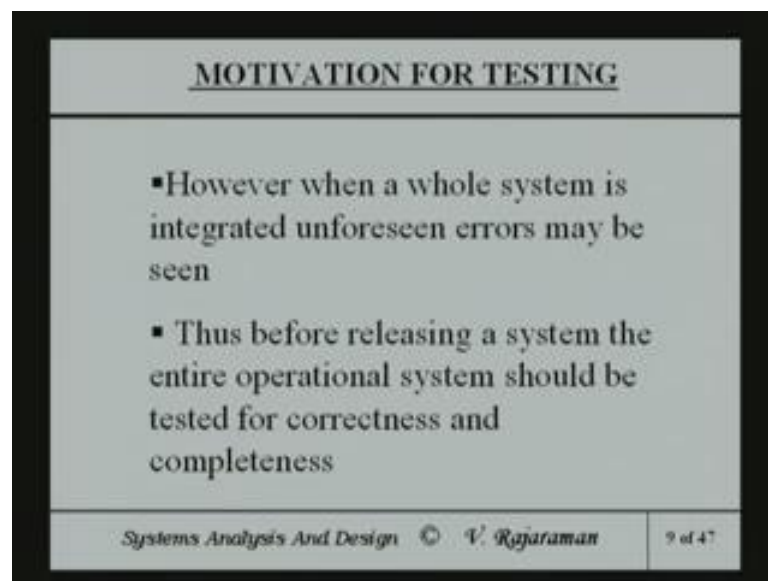 MOTIVATION FOR TESTING
▪However when a whole system is
integrated unforeseen errors may be
seen
▪ Thus before releasing a system the
entire operational system should be
tested for correctness and
completeness
Systems Analysis And Design © V. Rajaraman 9 of 47